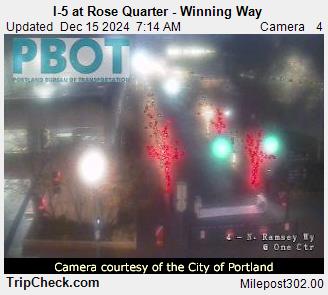 I-5 at Rose Quarter - Winning Way
Updated Dec 15 2024 7:14 AM Camera 4
PBOT
PORTLAND BUREAU OF TRANSPORTATION
4 - N. Ramsey Wy
@ One Ctr
Camera courtesy of the City of Portland
TripCheck.com Milepost302.00